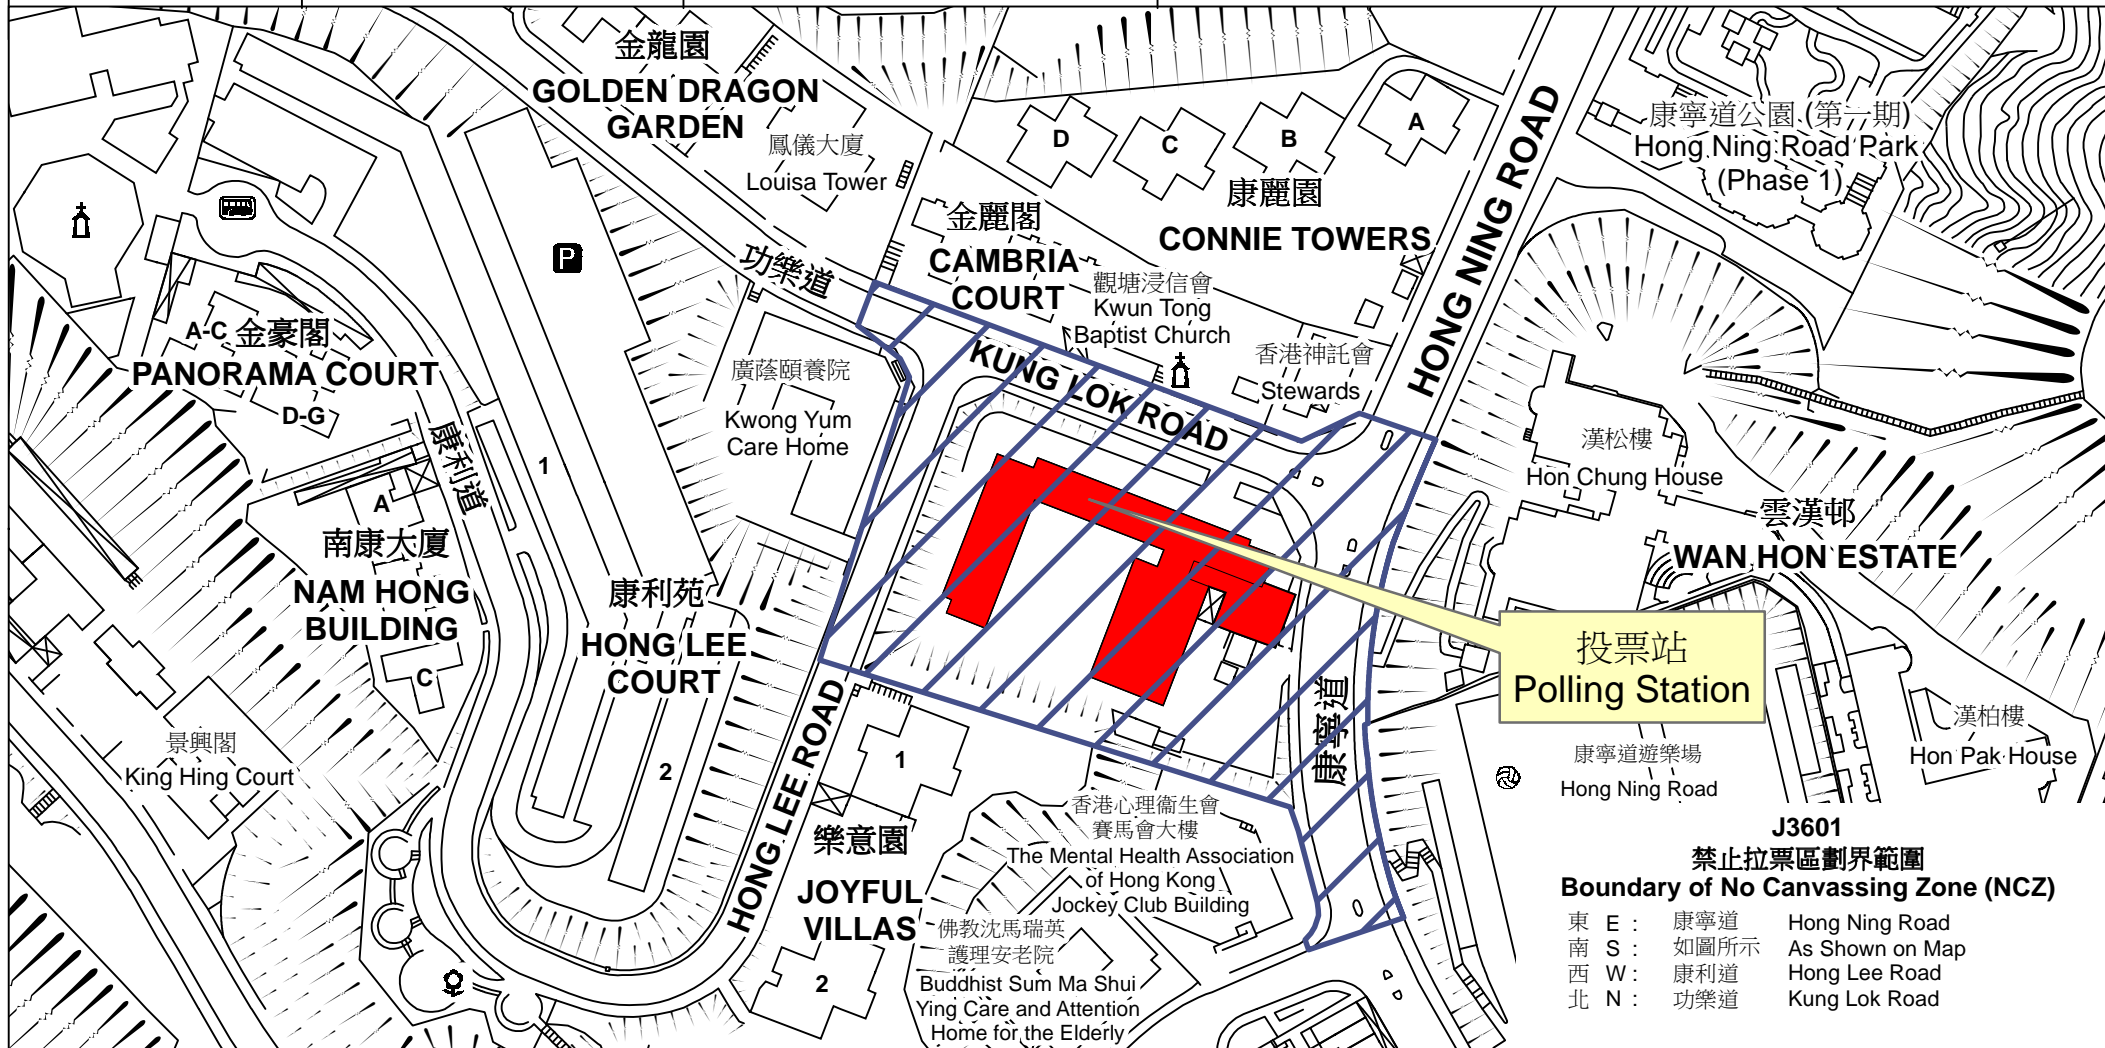 金龍園
GOLDEN DRAGON
GARDEN
鳳儀大廈
Louisa Tower
D
C
B
A
康麗園
CONNIE TOWERS
HONG NING ROAD
康寧道公園 (第一期)
Hong Ning Road Park
(Phase 1)
P
功樂道
金麗閣
CAMBRIA
COURT
觀塘浸信會
Kwun Tong
Baptist Church
香港神託會
Stewards
KUNG LOK ROAD
A-C 金豪閣
PANORAMA COURT
D-G
康利道
廣蔭頤養院
Kwong Yum
Care Home
漢松樓
Hon Chung House
雲漢邨
WAN HON ESTATE
A
南康大廈
NAM HONG
BUILDING
C
1
康利苑
HONG LEE
COURT
2
投票站
Polling Station
康寧道
漢柏樓
Hon Pak House
景興閣
King Hing Court
HONG LEE ROAD
1
樂意園
JOYFUL
VILLAS
2
香港心理衞生會
賽馬會大樓
The Mental Health Association
of Hong Kong
Jockey Club Building
佛教沈馬瑞英
護理安老院
Buddhist Sum Ma Shui
Ying Care and Attention
Home for the Elderly
康寧道遊樂場
Hong Ning Road
J3601
禁止拉票區劃界範圍
Boundary of No Canvassing Zone (NCZ)
東 E : 康寧道 Hong Ning Road
南 S : 如圖所示 As Shown on Map
西 W : 康利道 Hong Lee Road
北 N : 功樂道 Kung Lok Road